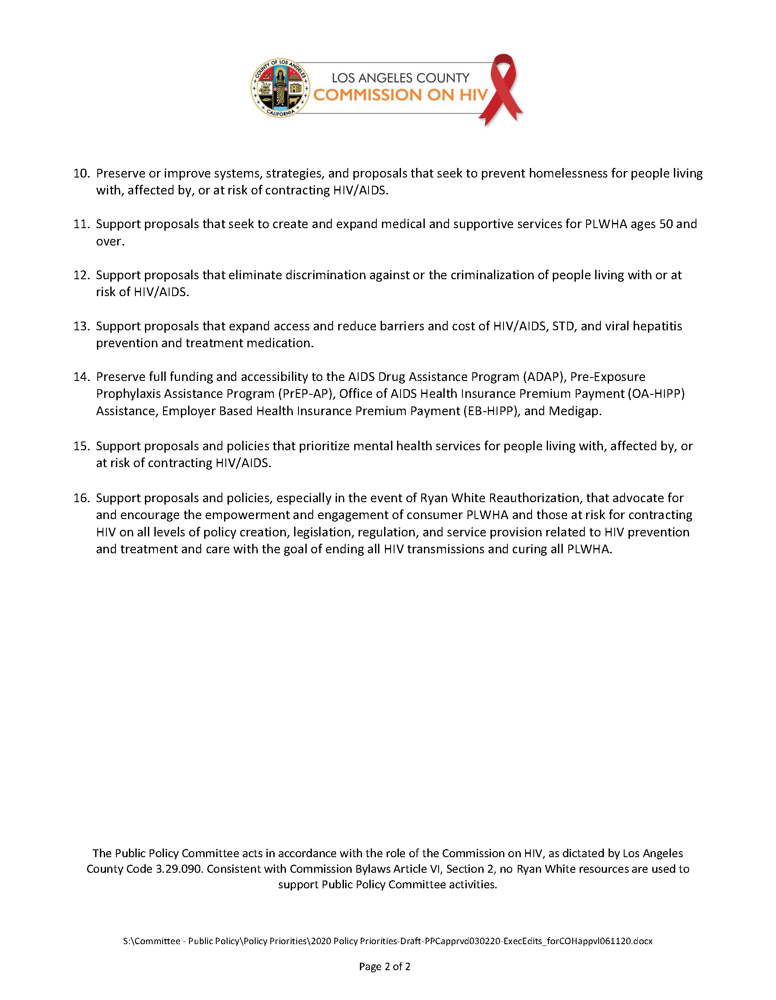 COUNTY OF LOS ANGELES
CALIFORNIA
LOS ANGELES COUNTY
COMMISSION ON HIV
10. Preserve or improve systems, strategies, and proposals that seek to prevent homelessness for people living
with, affected by, or at risk of contracting HIV/AIDS.
11. Support proposals that seek to create and expand medical and supportive services for PLWHA ages 50 and
over.
12. Support proposals that eliminate discrimination against or the criminalization of people living with or at
risk of HIV/AIDS.
13. Support proposals that expand access and reduce barriers and cost of HIV/AIDS, STD, and viral hepatitis
prevention and treatment medication.
14. Preserve full funding and accessibility to the AIDS Drug Assistance Program (ADAP), Pre-Exposure
Prophylaxis Assistance Program (PrEP-AP), Office of AIDS Health Insurance Premium Payment (OA-HIPP)
Assistance, Employer Based Health Insurance Premium Payment (EB-HIPP), and Medigap.
15. Support proposals and policies that prioritize mental health services for people living with, affected by, or
at risk of contracting HIV/AIDS.
16. Support proposals and policies, especially in the event of Ryan White Reauthorization, that advocate for
and encourage the empowerment and engagement of consumer PLWHA and those at risk for contracting
HIV on all levels of policy creation, legislation, regulation, and service provision related to HIV prevention
and treatment and care with the goal of ending all HIV transmissions and curing all PLWHA.
The Public Policy Committee acts in accordance with the role of the Commission on HIV, as dictated by Los Angeles
County Code 3.29.090. Consistent with Commission Bylaws Article VI, Section 2, no Ryan White resources are used to
support Public Policy Committee activities.
S:\Committee - Public Policy\Policy Priorities\2020 Policy Priorities-Draft-PPCapprvd030220-ExecEdits_forCOHappvl061120.docx
Page 2 of 2